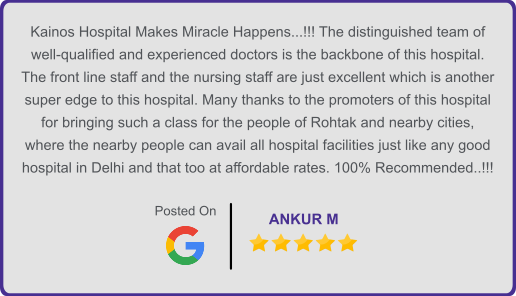 Kainos Hospital Makes Miracle Happens...!!! The distinguished team of
well-qualified and experienced doctors is the backbone of this hospital.
The front line staff and the nursing staff are just excellent which is another
super edge to this hospital. Many thanks to the promoters of this hospital
for bringing such a class for the people of Rohtak and nearby cities,
where the nearby people can avail all hospital facilities just like any good
hospital in Delhi and that too at affordable rates. 100% Recommended..!!!
Posted On
ANKUR M